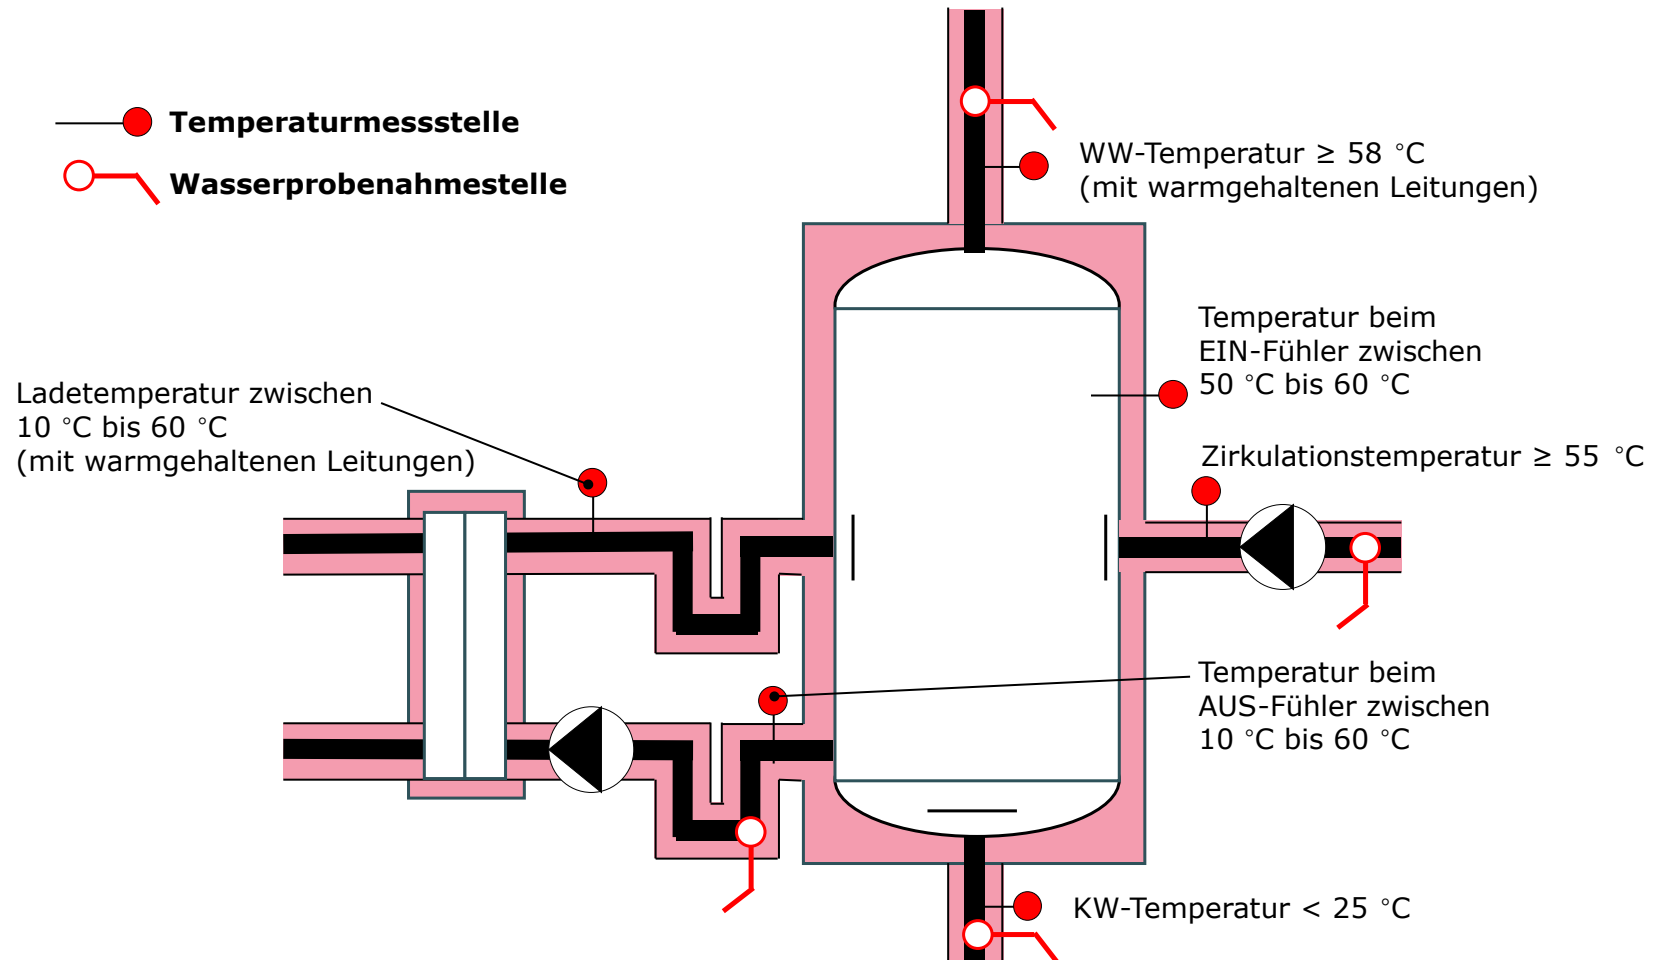 Temperaturmessstelle
Wasserprobenahmestelle
WW-Temperatur ≥ 58 °C
(mit warmgehaltenen Leitungen)
Temperatur beim
EIN-Fühler zwischen
50 °C bis 60 °C
Ladetemperatur zwischen
10 °C bis 60 °C
(mit warmgehaltenen Leitungen)
Zirkulationstemperatur ≥ 55 °C
Temperatur beim
AUS-Fühler zwischen
10 °C bis 60 °C
KW-Temperatur < 25 °C